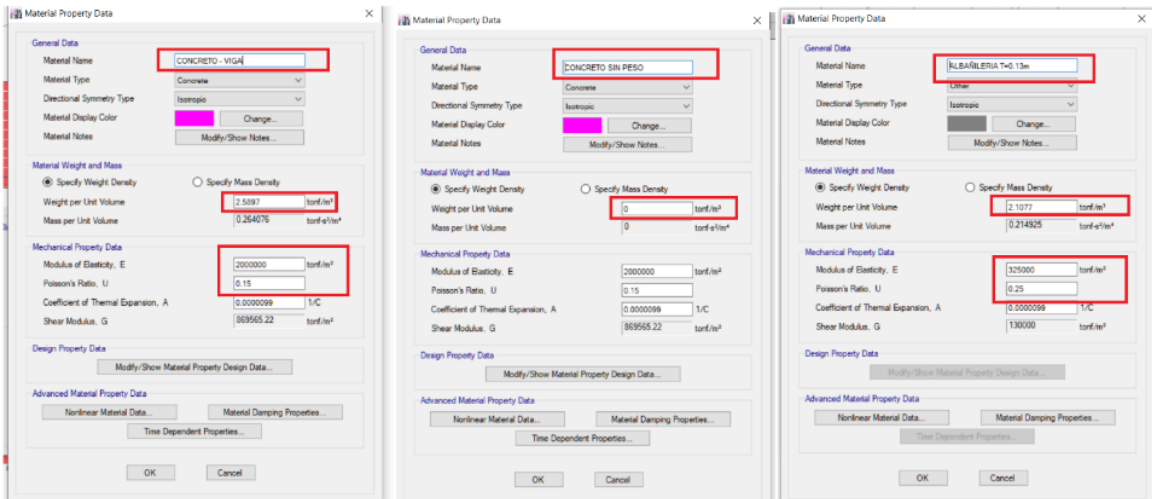 Material Property Data
General Data
Material Name CONCRETO - VIGA
Material Type Concrete
Directional Symmetry Type Isotropic
Material Display Color Change...
Material Notes Modify/Show Notes...
Material Weight and Mass
Specify Weight Density Specify Mass Density
Weight per Unit Volume 2.5897 tonf/m³
Mass per Unit Volume 0.264076 tonf-s²/m⁴
Mechanical Property Data
Modulus of Elasticity, E 2000000 tonf/m²
Poisson's Ratio, U 0.15
Coefficient of Thermal Expansion, A 0.0000099 1/C
Shear Modulus, G 869565.22 tonf/m²
Design Property Data
Modify/Show Material Property Design Data...
Advanced Material Property Data
Nonlinear Material Data... Material Damping Properties...
Time Dependent Properties...
OK Cancel
Material Property Data
General Data
Material Name CONCRETO SIN PESO
Material Type Concrete
Directional Symmetry Type Isotropic
Material Display Color Change...
Material Notes Modify/Show Notes...
Material Weight and Mass
Specify Weight Density Specify Mass Density
Weight per Unit Volume 0 tonf/m³
Mass per Unit Volume 0 tonf-s²/m⁴
Mechanical Property Data
Modulus of Elasticity, E 2000000 tonf/m²
Poisson's Ratio, U 0.15
Coefficient of Thermal Expansion, A 0.0000099 1/C
Shear Modulus, G 869565.22 tonf/m²
Design Property Data
Modify/Show Material Property Design Data...
Advanced Material Property Data
Nonlinear Material Data... Material Damping Properties...
Time Dependent Properties...
OK Cancel
Material Property Data
General Data
Material Name ALBAÑILERIA T=0.13m
Material Type Other
Directional Symmetry Type Isotropic
Material Display Color Change...
Material Notes Modify/Show Notes...
Material Weight and Mass
Specify Weight Density Specify Mass Density
Weight per Unit Volume 2.1077 tonf/m³
Mass per Unit Volume 0.214925 tonf-s²/m⁴
Mechanical Property Data
Modulus of Elasticity, E 325000 tonf/m²
Poisson's Ratio, U 0.25
Coefficient of Thermal Expansion, A 0.0000099 1/C
Shear Modulus, G 130000 tonf/m²
Design Property Data
Modify/Show Material Property Design Data...
Advanced Material Property Data
Nonlinear Material Data... Material Damping Properties...
Time Dependent Properties...
OK Cancel